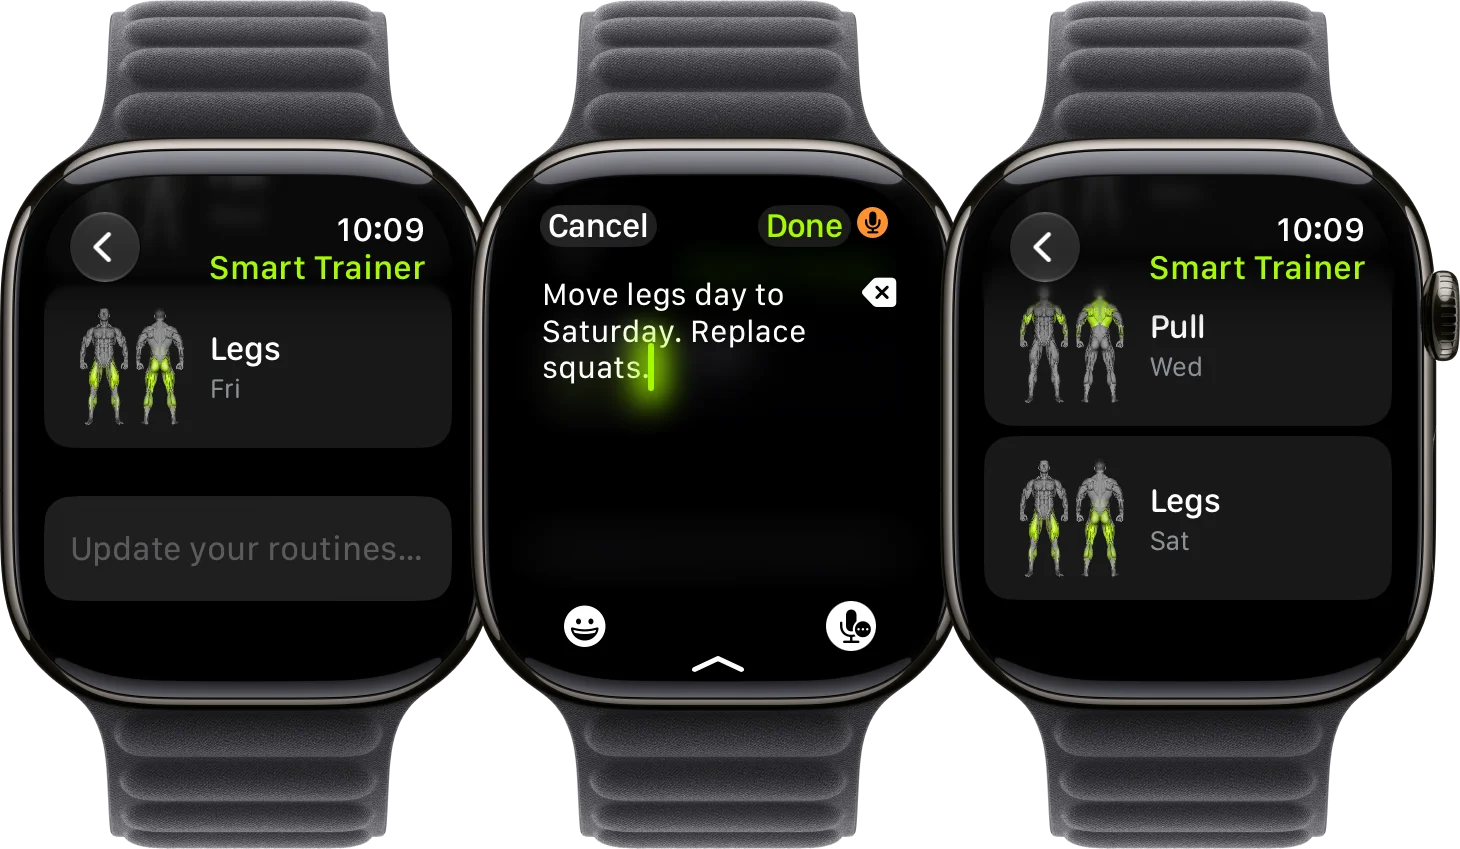 10:09
Smart Trainer
Legs
Fri
Update your routines...
Cancel
Done
Move legs day to
Saturday. Replace
squats.
10:09
Smart Trainer
Pull
Wed
Legs
Sat